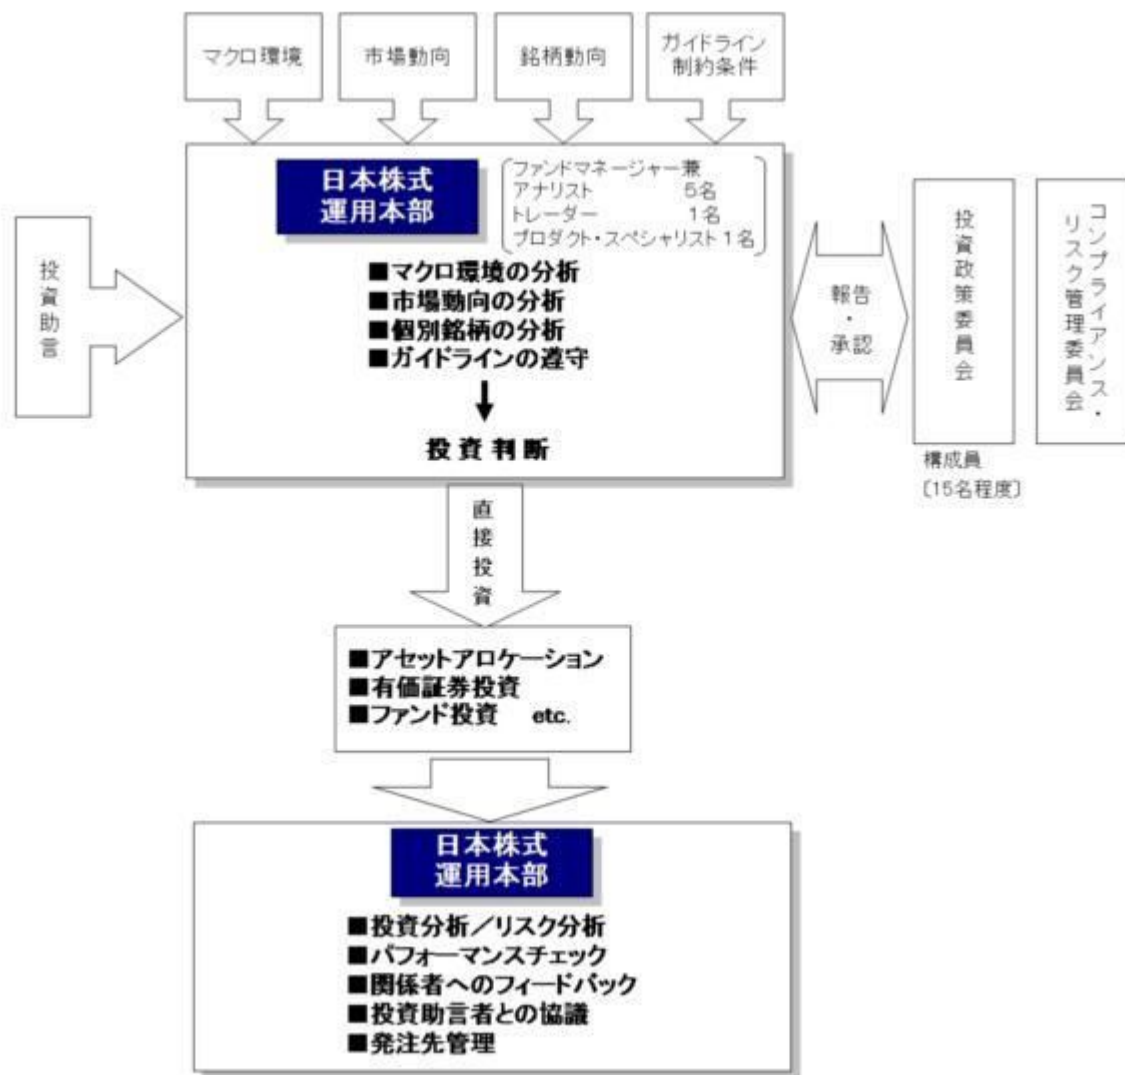 マクロ環境
市場動向
銘柄動向
ガイドライン
制約条件
日本株式
運用本部
ファンドマネージャー兼
アナリスト 5名
トレーダー 1名
プロダクト・スペシャリスト 1名
■マクロ環境の分析
■市場動向の分析
■個別銘柄の分析
■ガイドラインの遵守
投資判断
投資助言
報告・承認
投資政策委員会
コンプライアンス・
リスク管理委員会
構成員
〔15名程度〕
直接投資
■アセットアロケーション
■有価証券投資
■ファンド投資 etc.
日本株式
運用本部
■投資分析／リスク分析
■パフォーマンスチェック
■関係者へのフィードバック
■投資助言者との協議
■発注先管理